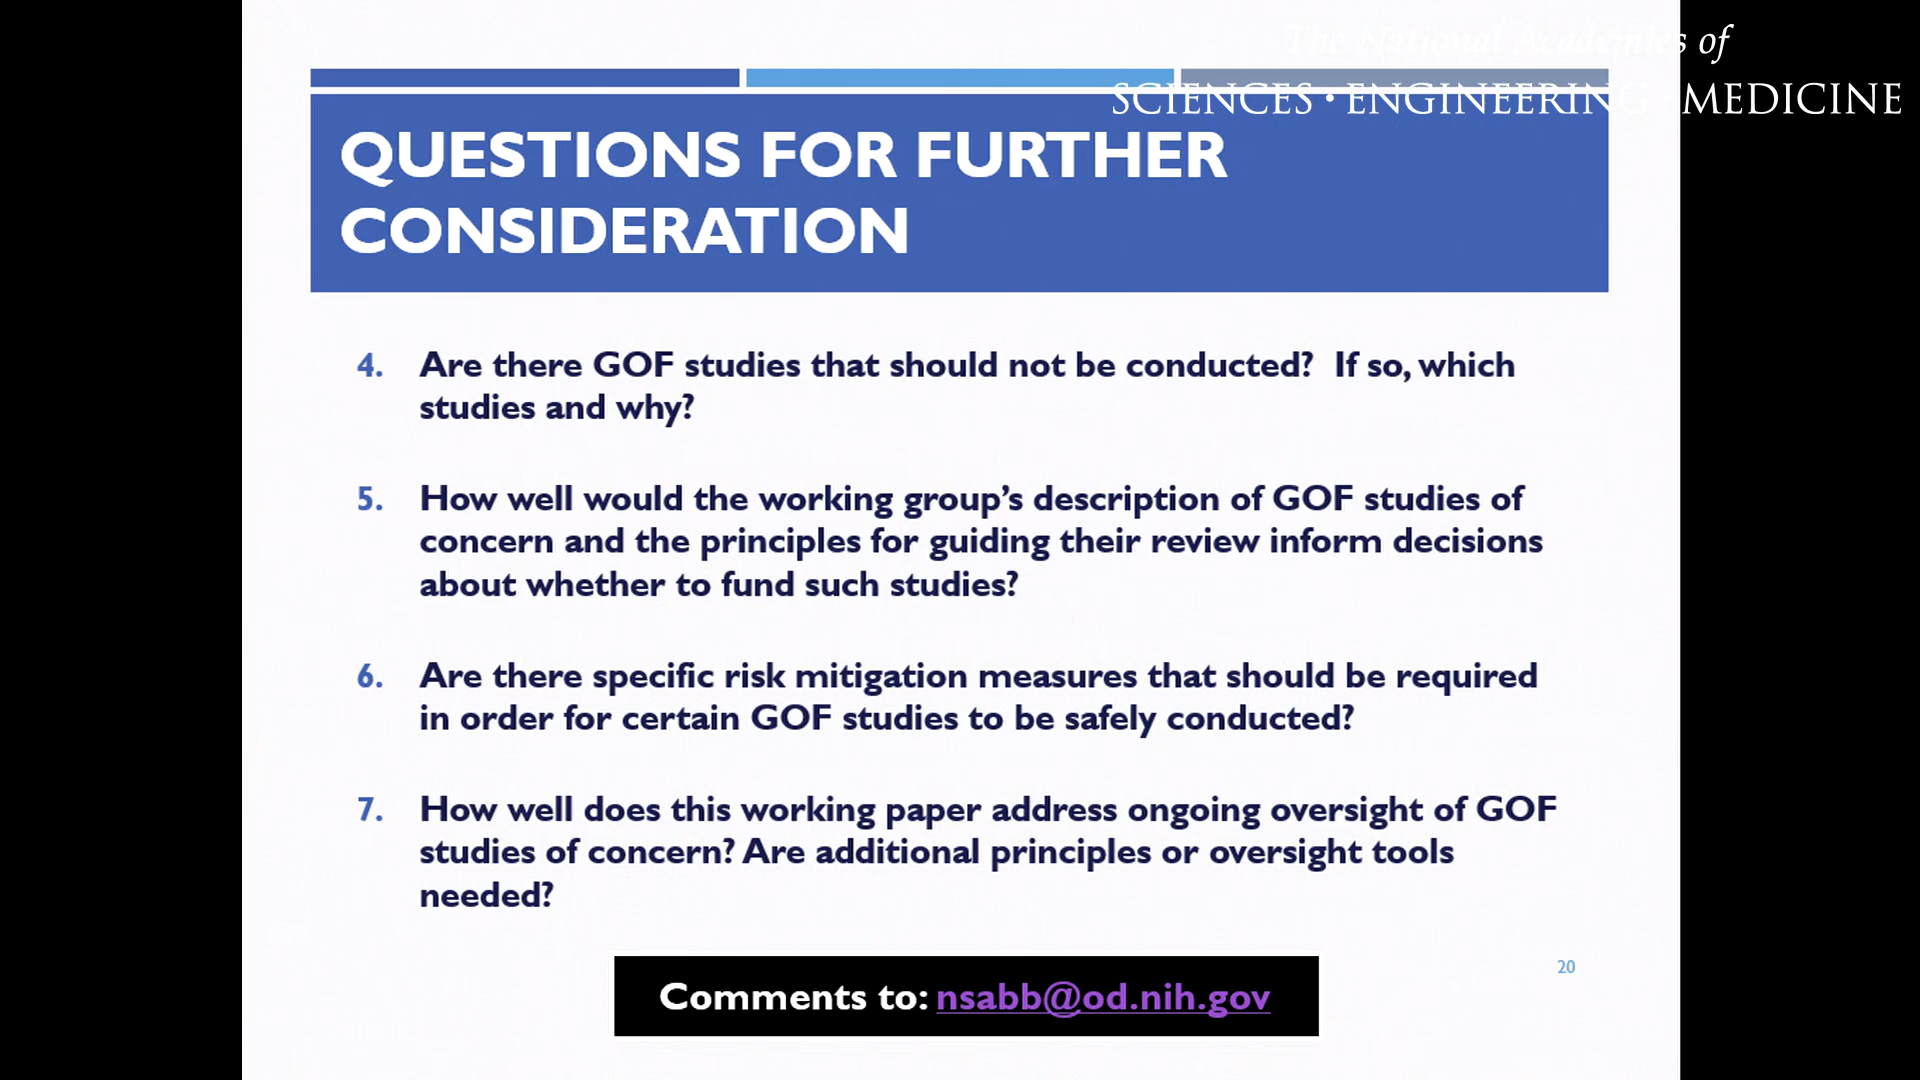 The National Academies of
SCIENCES • ENGINEERING MEDICINE
QUESTIONS FOR FURTHER
CONSIDERATION
4. Are there GOF studies that should not be conducted? If so, which
studies and why?
5. How well would the working group’s description of GOF studies of
concern and the principles for guiding their review inform decisions
about whether to fund such studies?
6. Are there specific risk mitigation measures that should be required
in order for certain GOF studies to be safely conducted?
7. How well does this working paper address ongoing oversight of GOF
studies of concern? Are additional principles or oversight tools
needed?
20
Comments to: nsabb@od.nih.gov